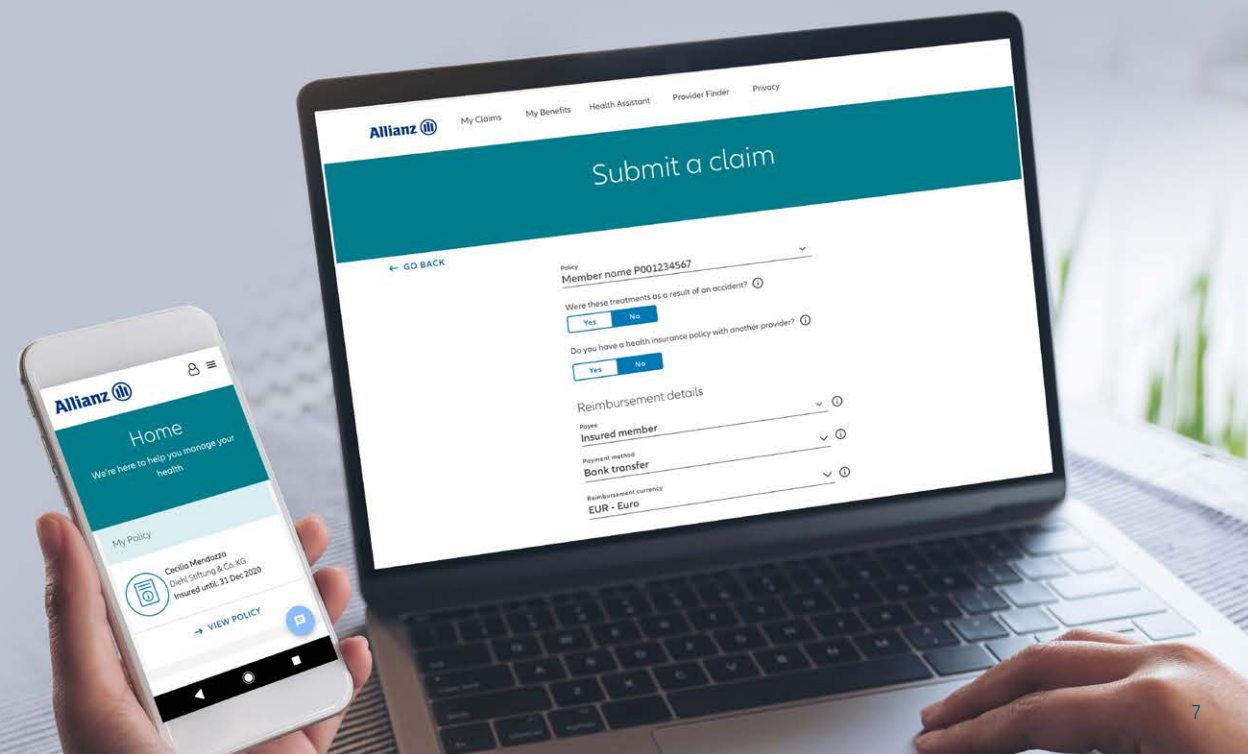 Allianz
My Claims
My Benefits
Health Assistant
Provider Finder
Privacy
Submit a claim
← GO BACK
Policy
Member name P001234567
Were these treatments as a result of an accident?
Yes No
Do you have a health insurance policy with another provider?
Yes No
Reimbursement details
Payee
Insured member
Payment method
Bank transfer
Reimbursement currency
EUR - Euro
Allianz
Home
We're here to help you manage your
health
My Policy
Cecilia Mendozza
Diehl Stiftung & Co. KG
Insured until: 31 Dec 2020
→ VIEW POLICY
7